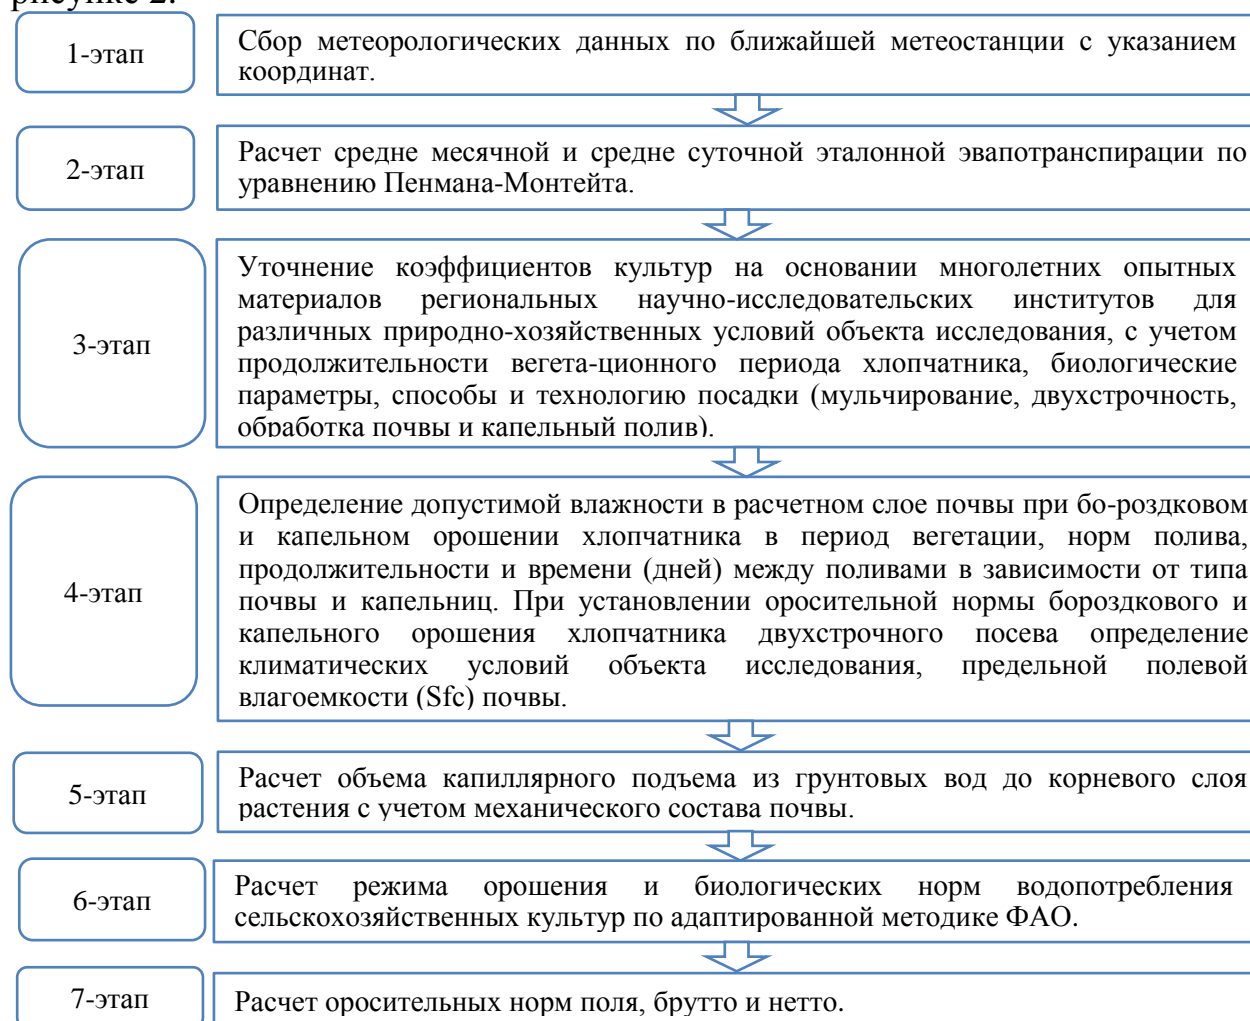 рисунке 2.
1-этап
Сбор метеорологических данных по ближайшей метеостанции с указанием
координат.
2-этап
Расчет средне месячной и средне суточной эталонной эвапотранспирации по
уравнению Пенмана-Монтейта.
3-этап
Уточнение коэффициентов культур на основании многолетних опытных
материалов региональных научно-исследовательских институтов для
различных природно-хозяйственных условий объекта исследования, с учетом
продолжительности вегета-ционного периода хлопчатника, биологические
параметры, способы и технологию посадки (мульчирование, двухстрочность,
обработка почвы и капельный полив).
4-этап
Определение допустимой влажности в расчетном слое почвы при бо-роздковом
и капельном орошении хлопчатника в период вегетации, норм полива,
продолжительности и времени (дней) между поливами в зависимости от типа
почвы и капельниц. При установлении оросительной нормы бороздкового и
капельного орошения хлопчатника двухстрочного посева определение
климатических условий объекта исследования, предельной полевой
влагоемкости (Sfc) почвы.
5-этап
Расчет объема капиллярного подъема из грунтовых вод до корневого слоя
растения с учетом механического состава почвы.
6-этап
Расчет режима орошения и биологических норм водопотребления
сельскохозяйственных культур по адаптированной методике ФАО.
7-этап
Расчет оросительных норм поля, брутто и нетто.